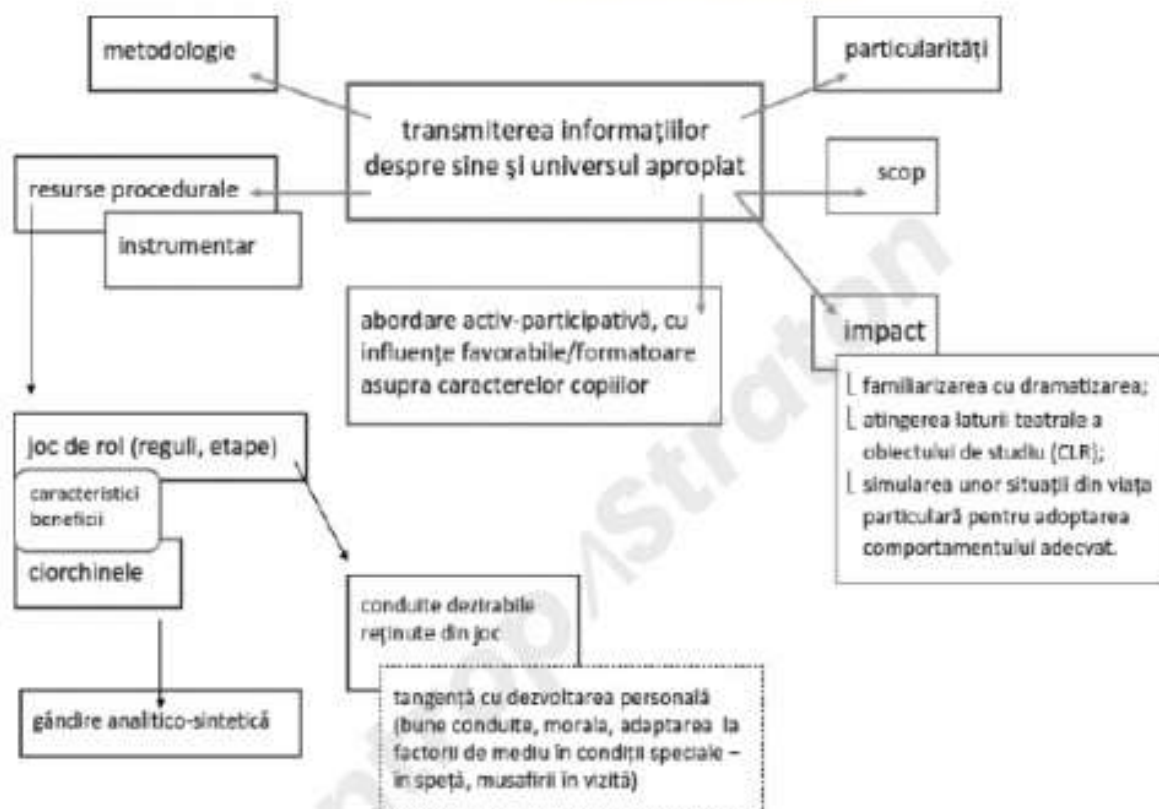 metodologie
particularități
transmiterea informațiilor
despre sine și universul apropiat
scop
resurse procedurale
instrumentar
abordare activ-participativă, cu
influențe favorabile/formatoare
asupra caracterelor copiilor
impact
familiarizarea cu dramatizarea;
atingerea laturii teatrale a
obiectului de studiu (CLR);
simularea unor situații din viața
particulară pentru adoptarea
comportamentului adecvat.
joc de rol (reguli, etape)
caracteristici
beneficii
ciorchinele
conduite dezirabile
reținute din joc
gândire analitico-sintetică
tangență cu dezvoltarea personală
(bune conduite, morala, adaptarea la
factorii de mediu în condiții speciale –
în speță, musafirii în vizită)